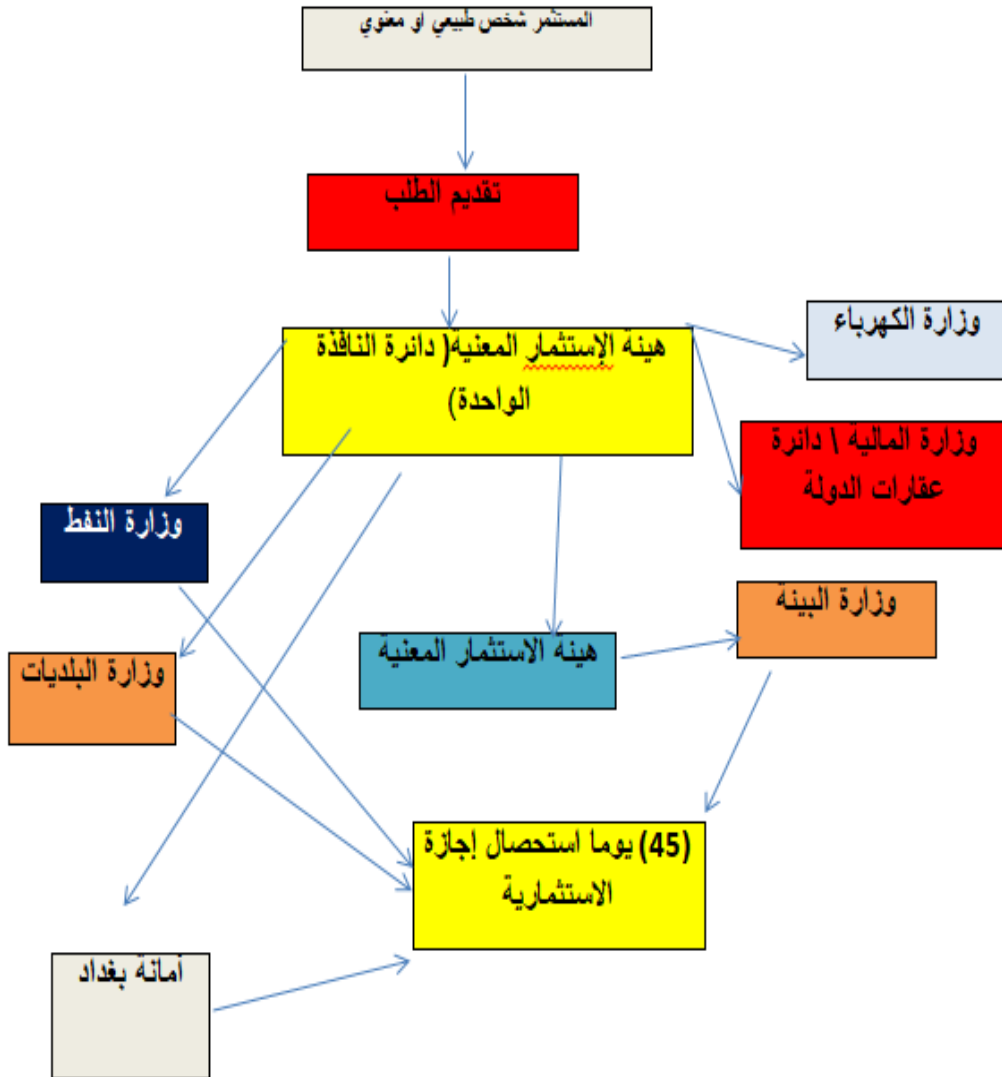 المستثمر شخص طبيعي او معنوي
تقديم الطلب
هيئة الإستثمار المعنية( دائرة النافذة
الواحدة)
وزارة الكهرباء
وزارة المالية \ دائرة
عقارات الدولة
وزارة النفط
وزارة البيئة
هيئة الاستثمار المعنية
وزارة البلديات
(45) يوما استحصال إجازة
الاستثمارية
أمانة بغداد